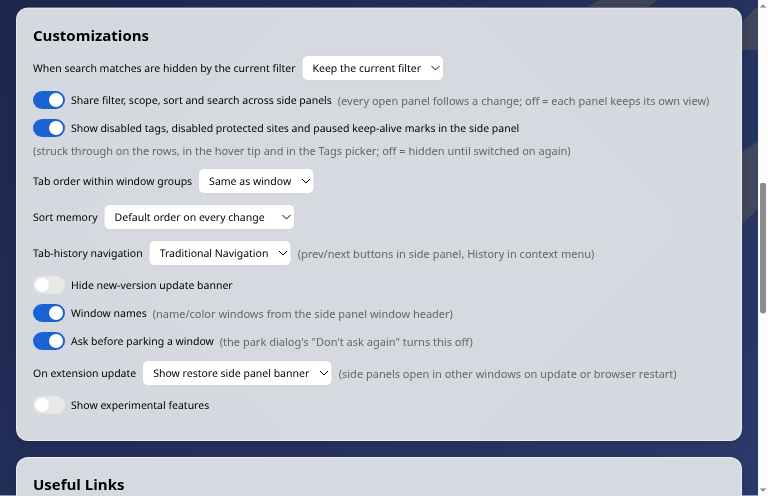 Customizations
When search matches are hidden by the current filter Keep the current filter
Share filter, scope, sort and search across side panels (every open panel follows a change; off = each panel keeps its own view)
Show disabled tags, disabled protected sites and paused keep-alive marks in the side panel
(struck through on the rows, in the hover tip and in the Tags picker; off = hidden until switched on again)
Tab order within window groups Same as window
Sort memory Default order on every change
Tab-history navigation Traditional Navigation (prev/next buttons in side panel, History in context menu)
Hide new-version update banner
Window names (name/color windows from the side panel window header)
Ask before parking a window (the park dialog's "Don't ask again" turns this off)
On extension update Show restore side panel banner (side panels open in other windows on update or browser restart)
Show experimental features
Useful Links